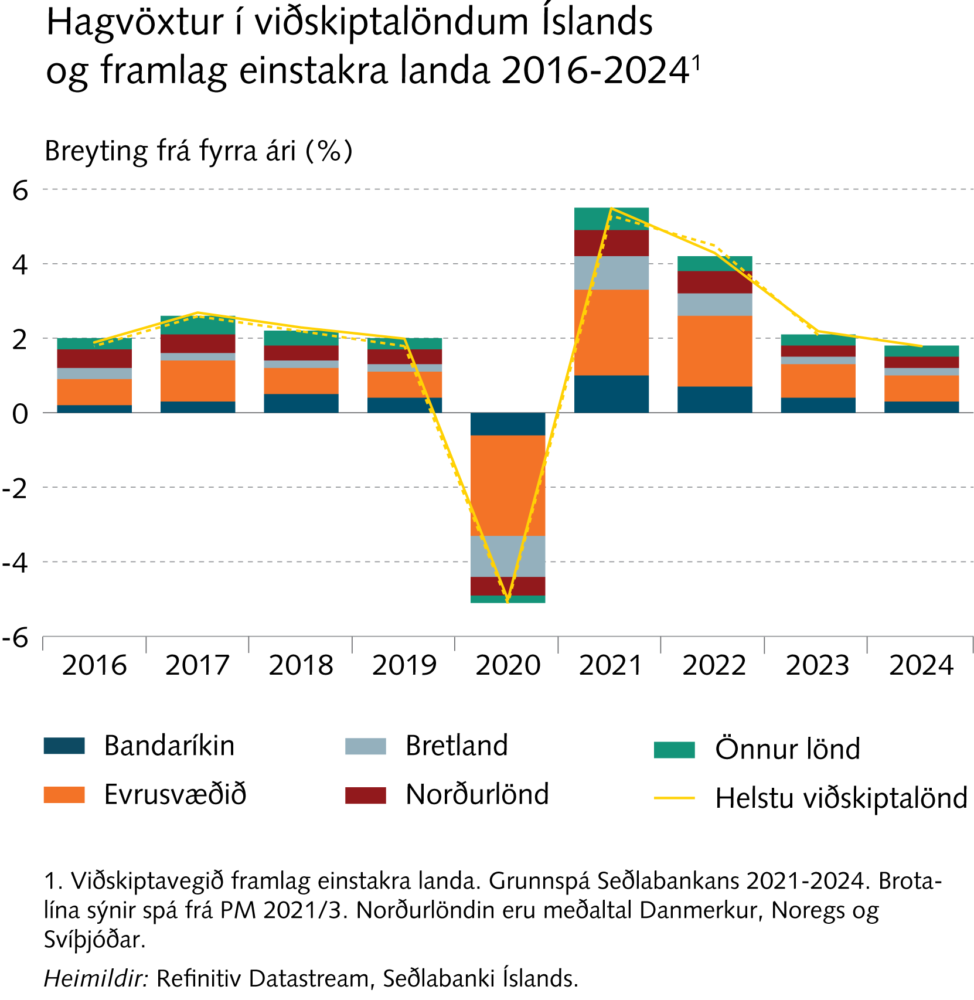 Hagvöxtur í viðskiptalöndum Íslands
og framlag einstakra landa 2016-2024¹
Breyting frá fyrra ári (%)
6
4
2
0
-2
-4
-6
2016 2017 2018 2019 2020 2021 2022 2023 2024
Bandaríkin Bretland Önnur lönd
Evrusvæðið Norðurlönd Helstu viðskiptalönd
1. Viðskiptavegið framlag einstakra landa. Grunnspá Seðlabankans 2021-2024. Brota-
lína sýnir spá frá PM 2021/3. Norðurlöndin eru meðaltal Danmerkur, Noregs og
Svíþjóðar.
Heimildir: Refinitiv Datastream, Seðlabanki Íslands.